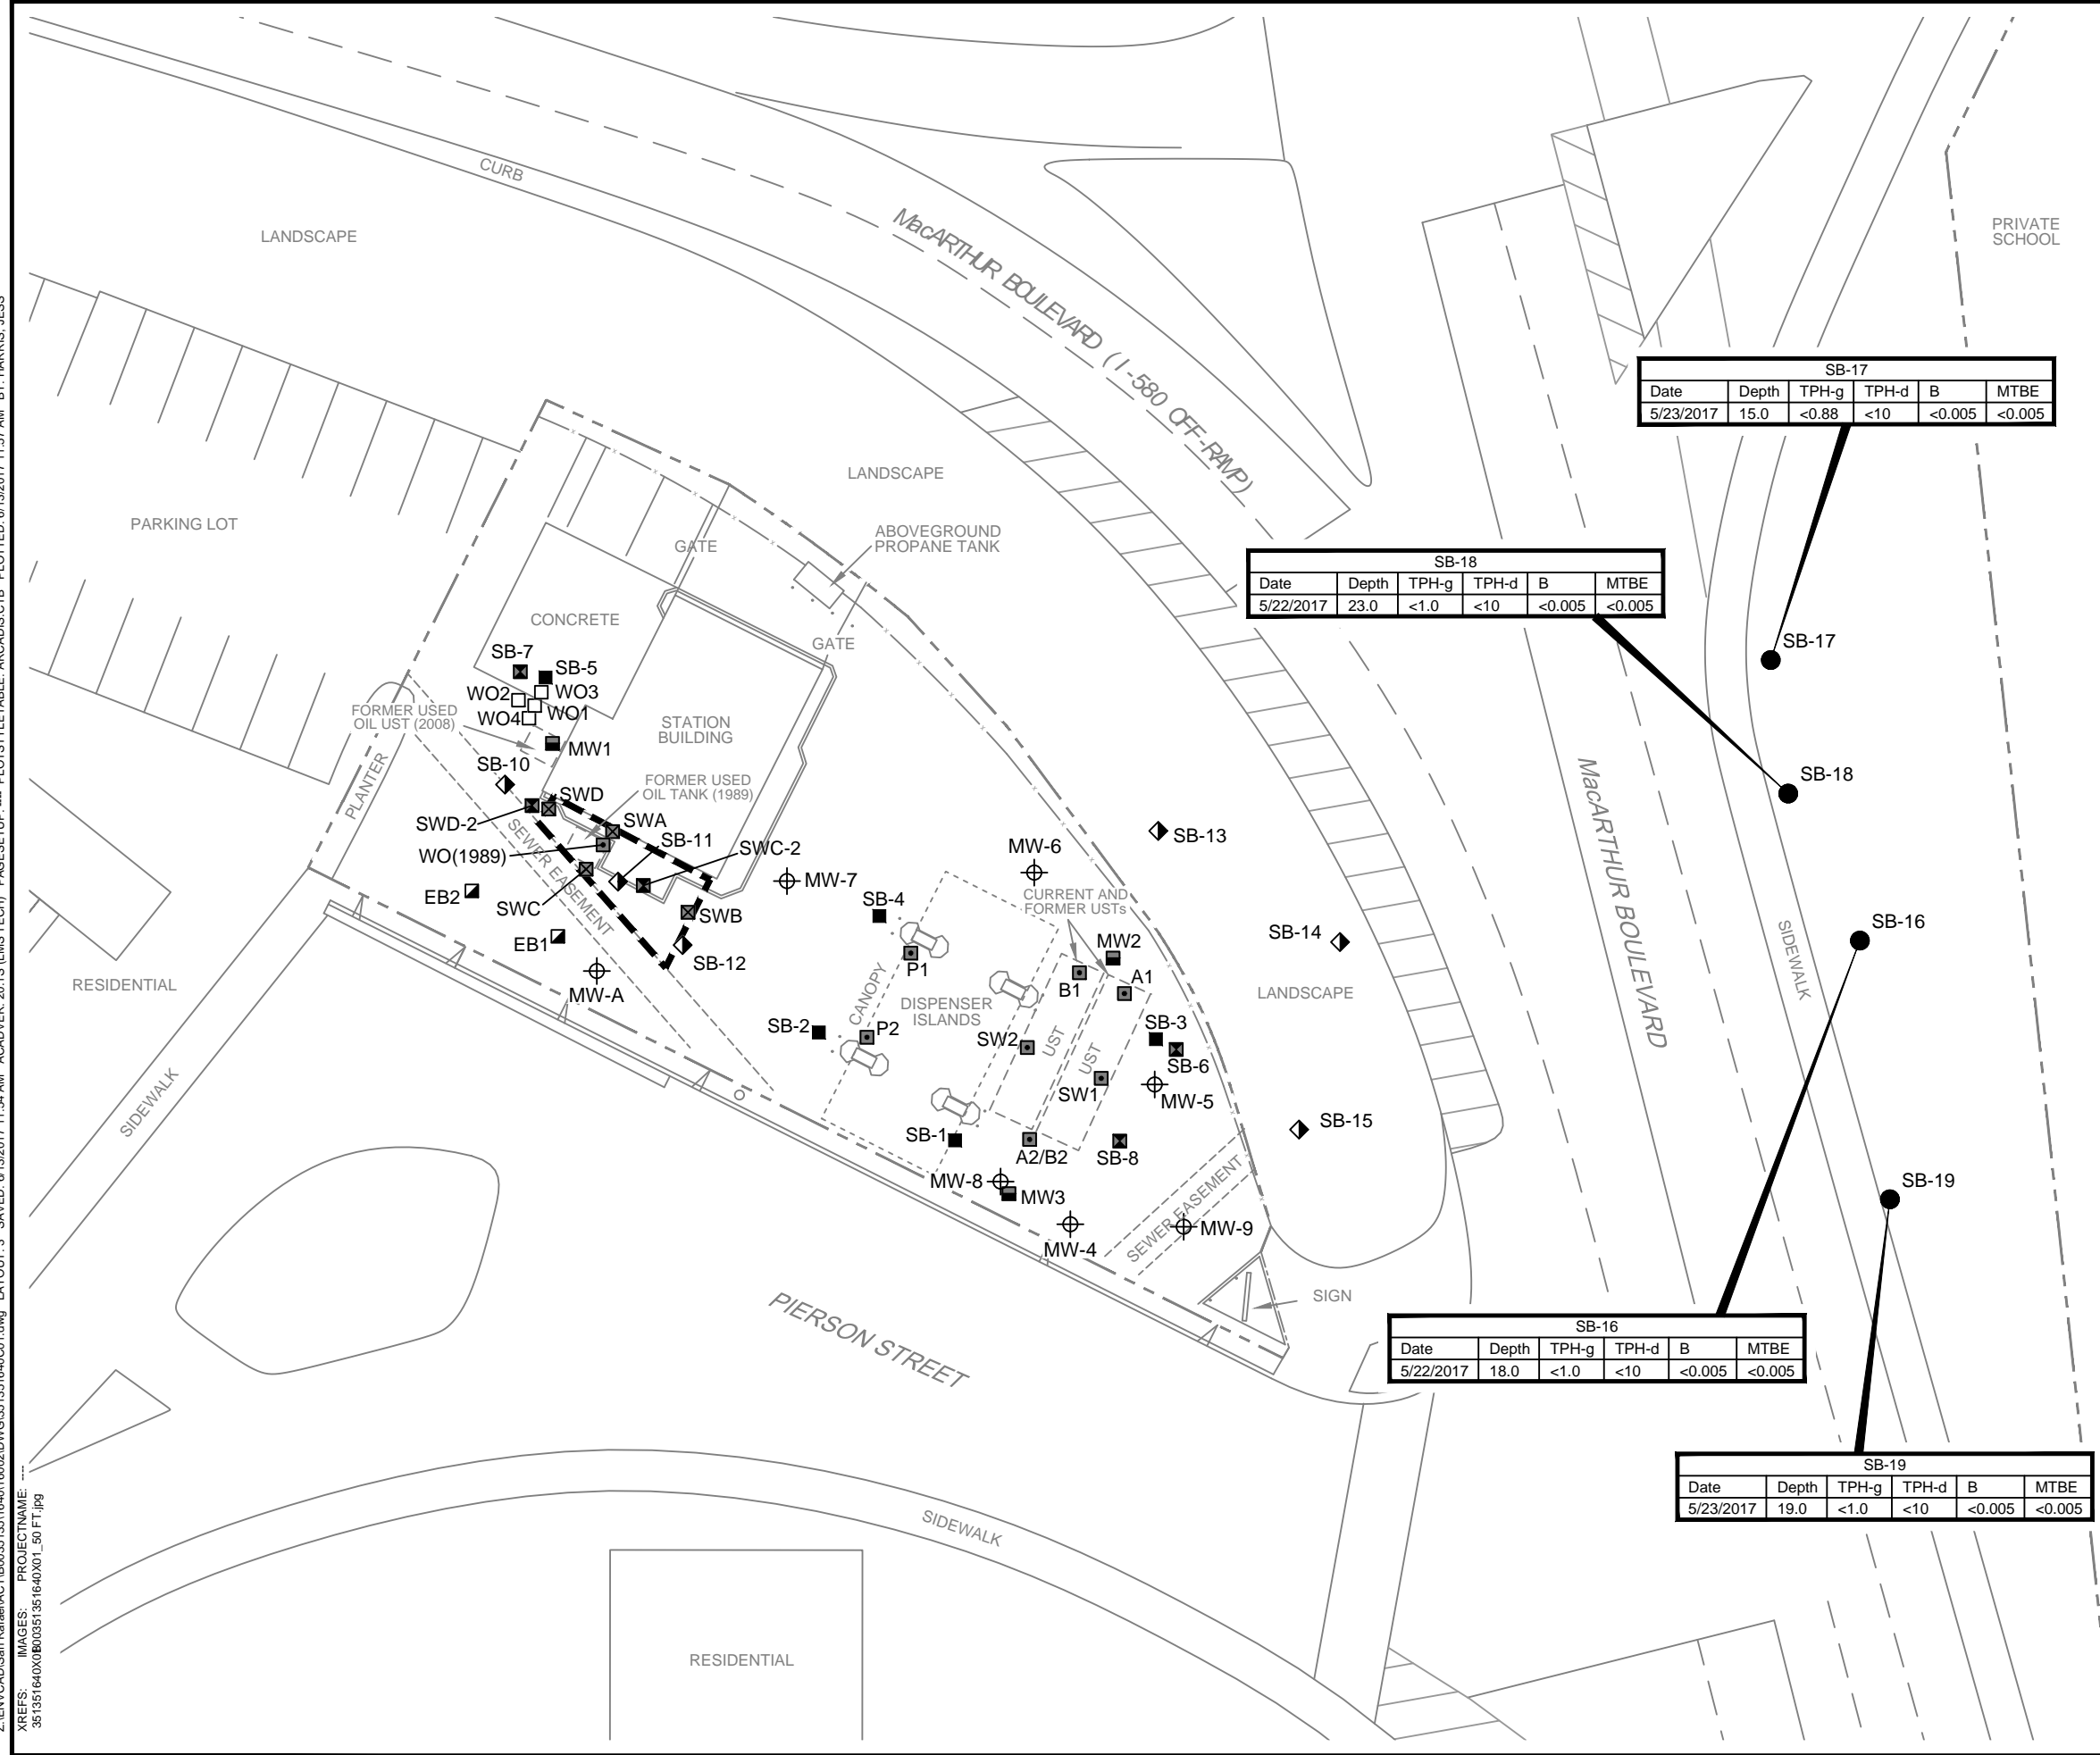 CURB
LANDSCAPE
MacARTHUR BOULEVARD (I-580 OFF-RAMP)
PRIVATE
SCHOOL
SB-17
Date Depth TPH-g TPH-d B MTBE
5/23/2017 15.0 <0.88 <10 <0.005 <0.005
LANDSCAPE
PARKING LOT
GATE
ABOVEGROUND
PROPANE TANK
SB-18
Date Depth TPH-g TPH-d B MTBE
5/22/2017 23.0 <1.0 <10 <0.005 <0.005
CONCRETE
GATE
SB-17
SB-7
SB-5
WO2
WO3
WO4
WO1
FORMER USED
OIL UST (2008)
STATION
BUILDING
MW1
SB-10
FORMER USED
OIL TANK (1989)
SB-18
PLANTER
SWD
SWD-2
SWA
SB-11
SWC-2
WO(1989)
SEWER EASEMENT
MW-7
MW-6
SB-13
MacARTHUR BOULEVARD
EB2
SWC
SWB
SB-4
CURRENT AND
FORMER USTs
SB-16
EB1
SB-12
P1
MW2
SB-14
SIDEWALK
RESIDENTIAL
MW-A
CANOPY
DISPENSER
ISLANDS
B1
A1
LANDSCAPE
SB-2
P2
SW2
UST
UST
SB-3
SB-6
SW1
MW-5
SIDEWALK
SB-1
A2/B2
SB-8
SB-15
MW-8
MW3
SEWER EASEMENT
SB-19
MW-4
MW-9
SIGN
PIERSON STREET
SB-16
Date Depth TPH-g TPH-d B MTBE
5/22/2017 18.0 <1.0 <10 <0.005 <0.005
SB-19
Date Depth TPH-g TPH-d B MTBE
5/23/2017 19.0 <1.0 <10 <0.005 <0.005
SIDEWALK
RESIDENTIAL
XREFS: IMAGES: PROJECTNAME: ----